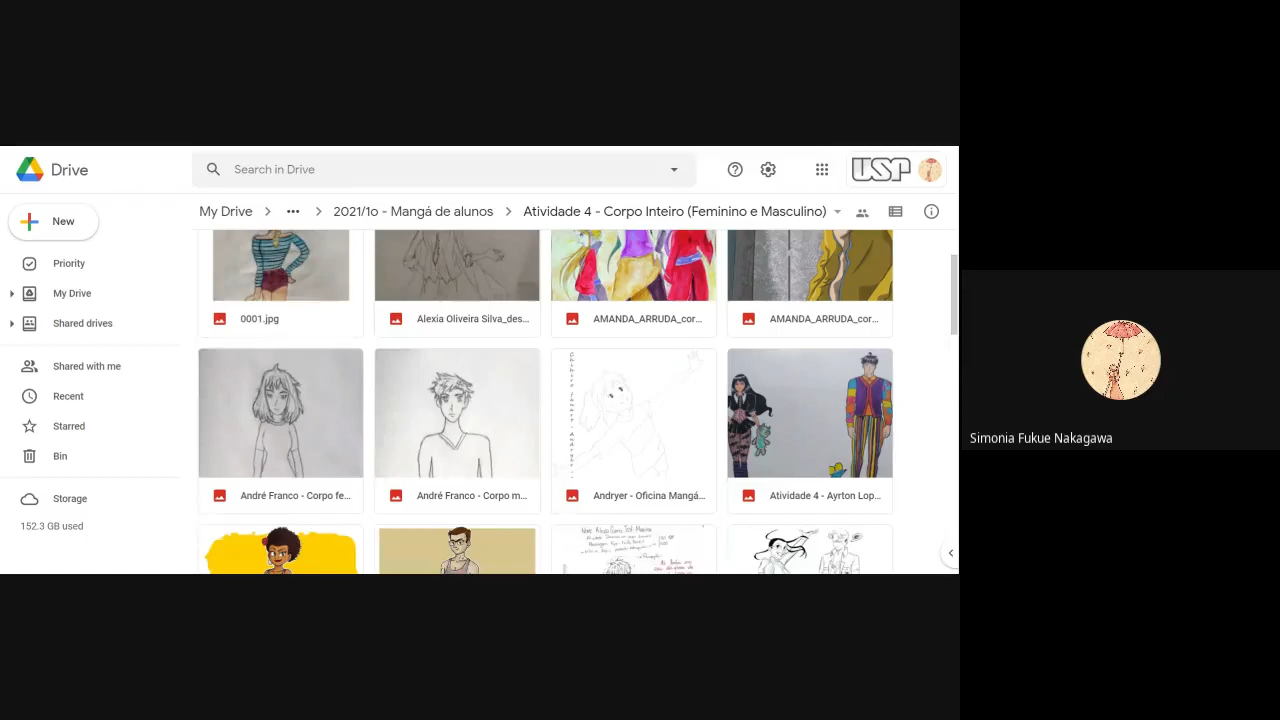 Drive
Search in Drive
USP
New
My Drive
2021/1o - Mangá de alunos
Atividade 4 - Corpo Inteiro (Feminino e Masculino)
Priority
My Drive
Shared drives
Shared with me
Recent
Starred
Bin
Storage
152.3 GB used
0001.jpg
Alexia Oliveira Silva_des...
AMANDA_ARRUDA_cor...
AMANDA_ARRUDA_cor...
André Franco - Corpo fe...
André Franco - Corpo m...
Andryer - Oficina Mangá...
Atividade 4 - Ayrton Lop...
Simonia Fukue Nakagawa